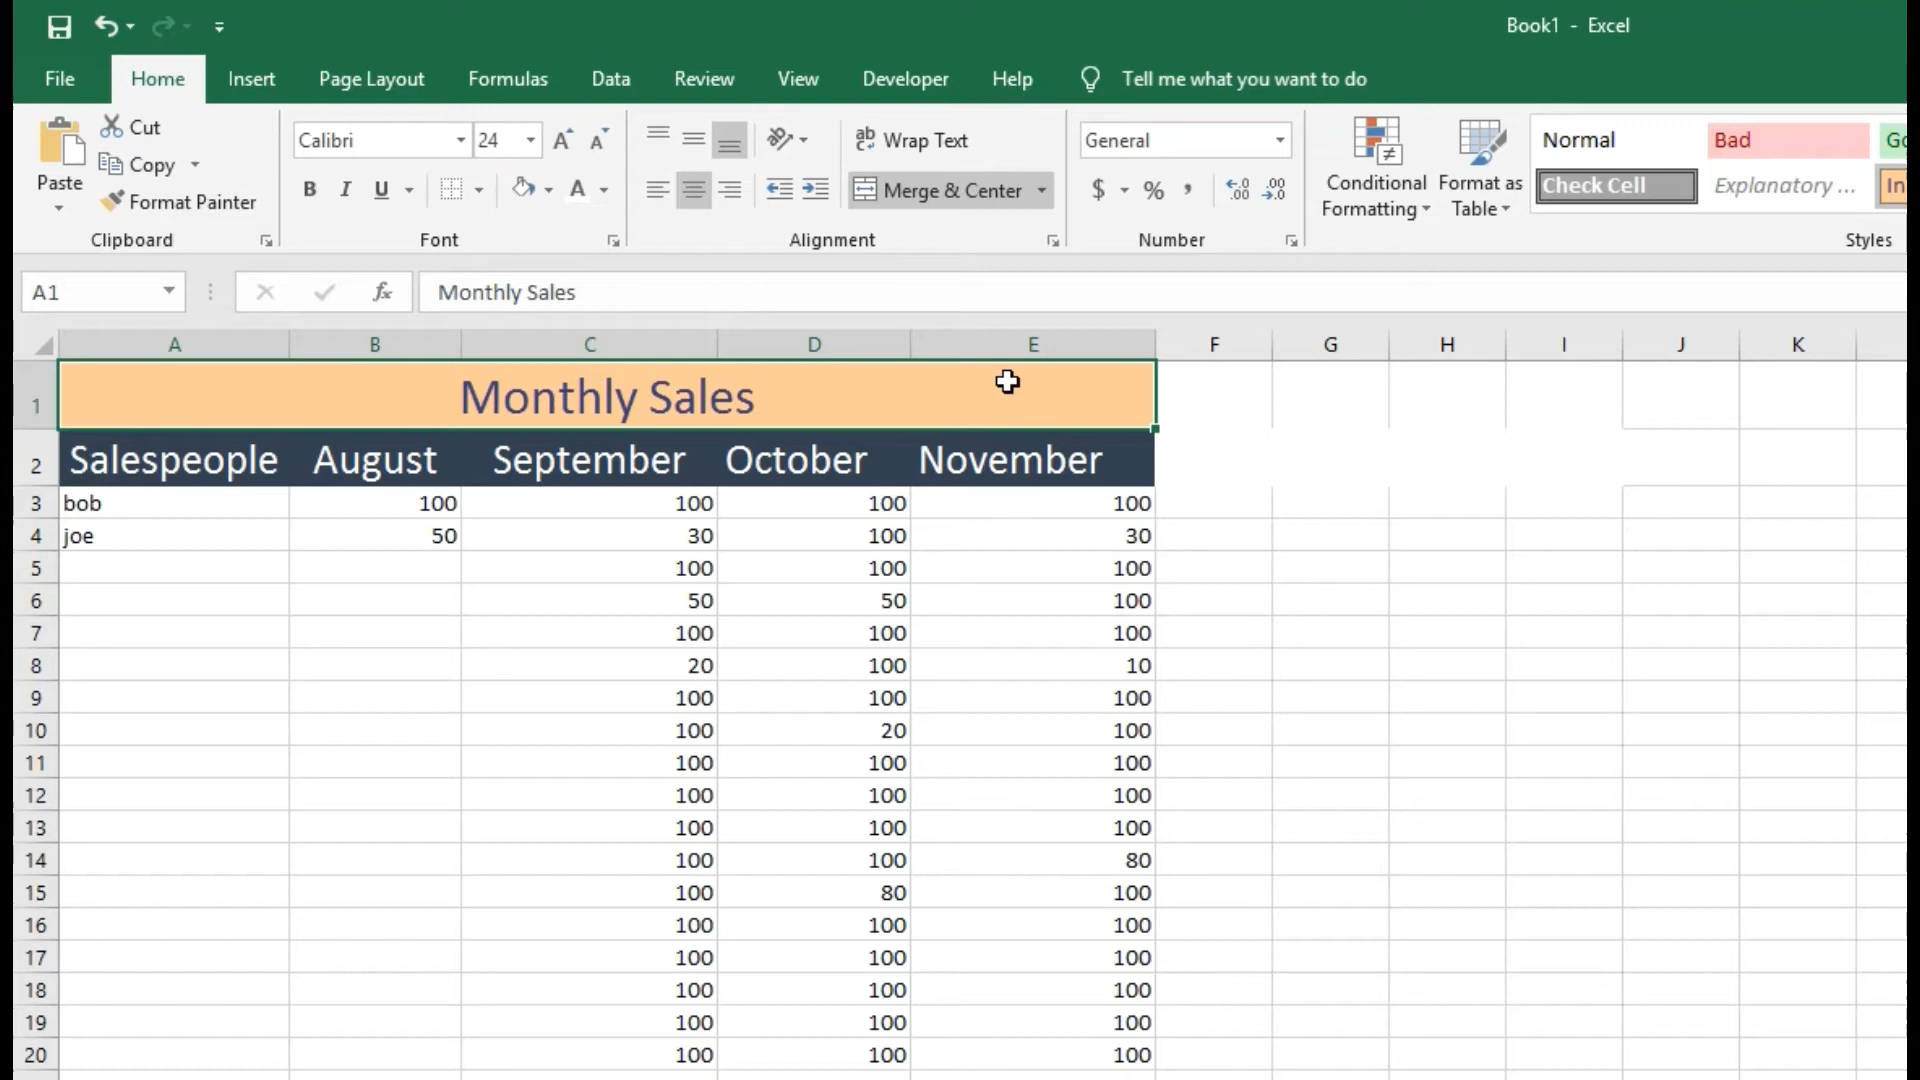 Book1 - Excel
File Home Insert Page Layout Formulas Data Review View Developer Help Tell me what you want to do
Paste
Cut
Copy
Format Painter
Clipboard
Calibri 24
B I U A
Font
ab Wrap Text
Merge & Center
Alignment
General
$ % ,
Number
Conditional Formatting
Format as Table
Normal Bad
Check Cell Explanatory ...
Styles
A1 fx Monthly Sales
A B C D E F G H I J K
1 Monthly Sales
2 Salespeople August September October November
3 bob 100 100 100 100
4 joe 50 30 100 30
5 100 100 100
6 50 50 100
7 100 100 100
8 20 100 10
9 100 100 100
10 100 20 100
11 100 100 100
12 100 100 100
13 100 100 100
14 100 100 80
15 100 80 100
16 100 100 100
17 100 100 100
18 100 100 100
19 100 100 100
20 100 100 100